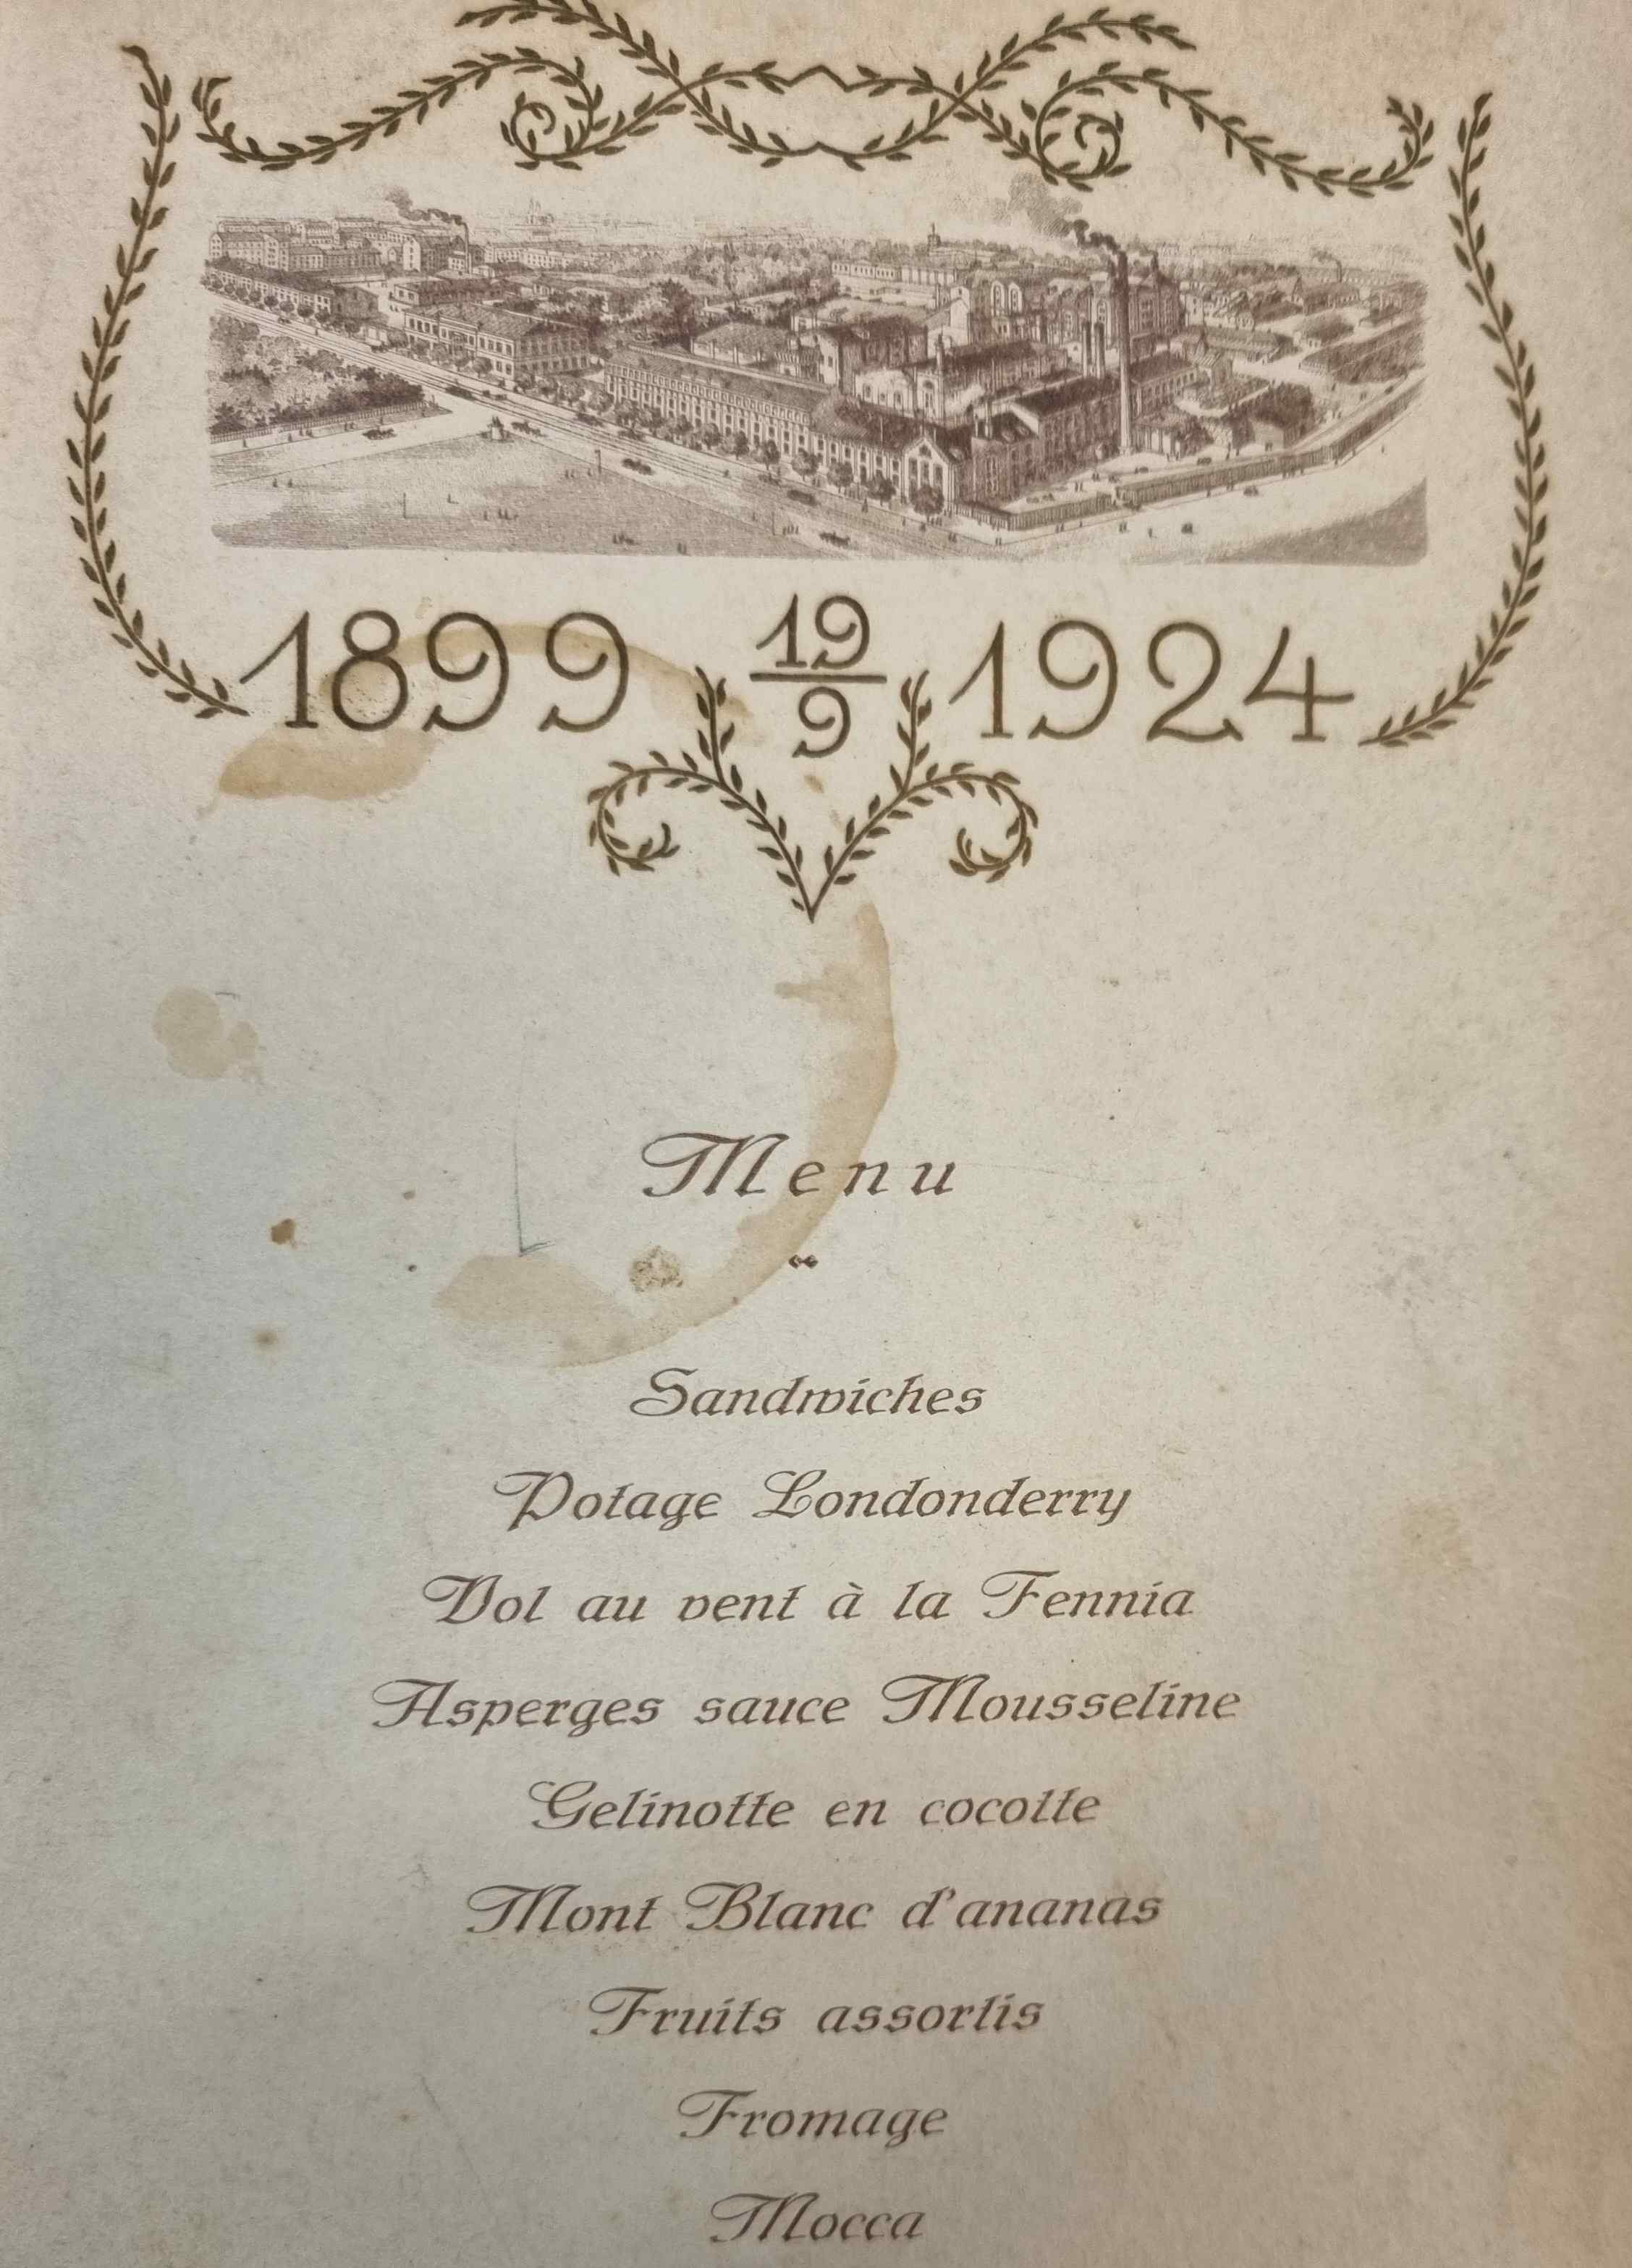 1899 19/9 1924
Menu
Sandwiches
Potage Londonderry
Vol au vent à la Fennia
Asperges sauce Mousseline
Gelinotte en cocotte
Mont Blanc d'ananas
Fruits assortis
Fromage
Mocca